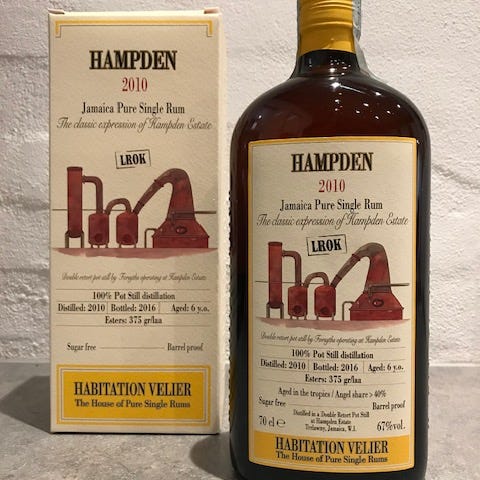 HAMPDEN
2010
Jamaica Pure Single Rum
The classic expression of Hampden Estate
LROK
Double retort pot still by Forsyths operating at Hampden Estate
100% Pot Still distillation
Distilled: 2010 Bottled: 2016 Aged: 6 y.o.
Esters: 375 gr/laa
Sugar free Barrel proof
HABITATION VELIER
The House of Pure Single Rums
HAMPDEN
2010
Jamaica Pure Single Rum
The classic expression of Hampden Estate
LROK
Double retort pot still by Forsyths operating at Hampden Estate
100% Pot Still distillation
Distilled: 2010 Bottled: 2016 Aged: 6 y.o.
Esters: 375 gr/laa
Aged in the tropics / Angel share > 40%
Sugar free Barrel proof
Distilled in a Double Retort Pot Still
70 cl e at Hampden Estate 67%vol.
Trelawny, Jamaica, W.I.
HABITATION VELIER
The House of Pure Single Rums